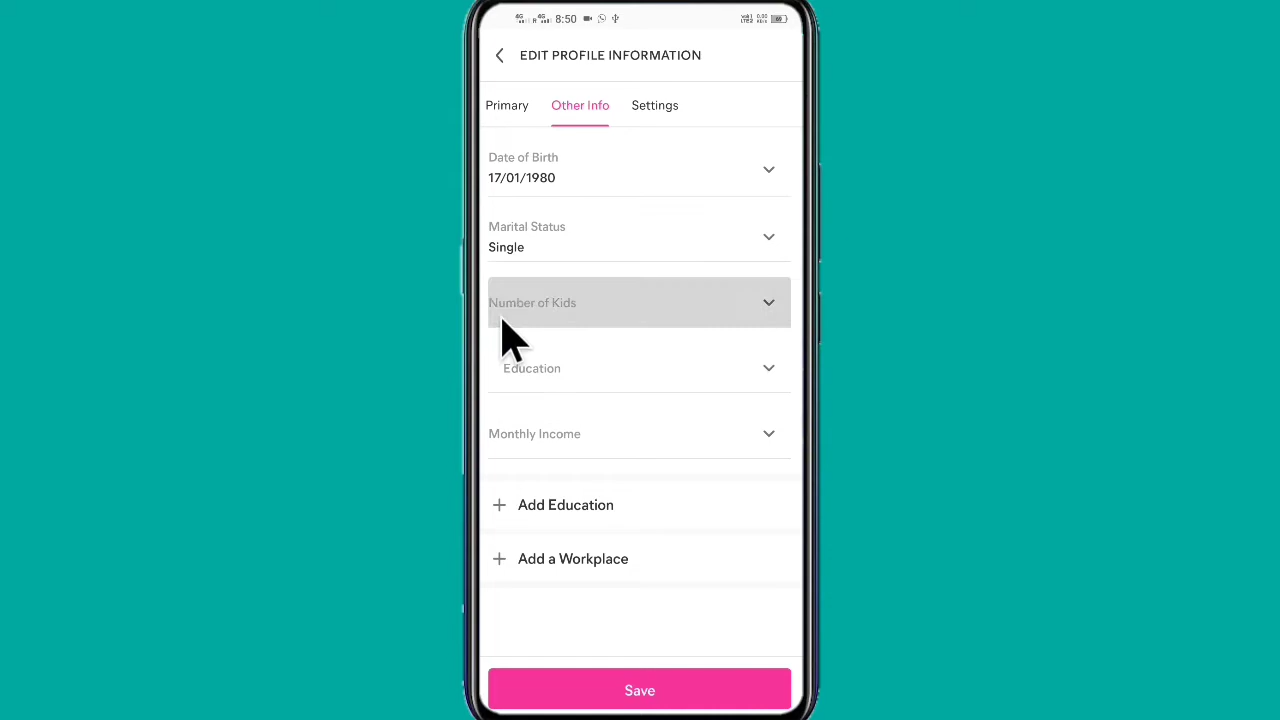 8:50
EDIT PROFILE INFORMATION
Primary Other Info Settings
Date of Birth
17/01/1980
Marital Status
Single
Number of Kids
Education
Monthly Income
+ Add Education
+ Add a Workplace
Save